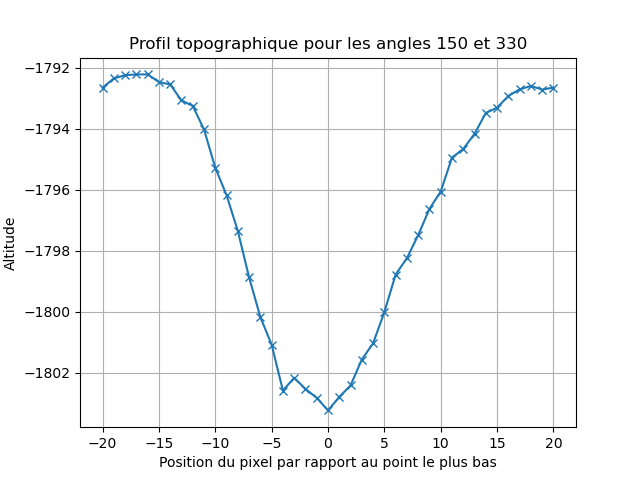 Profil topographique pour les angles 150 et 330
−1792
−1794
−1796
−1798
−1800
−1802
Altitude
−20 −15 −10 −5 0 5 10 15 20
Position du pixel par rapport au point le plus bas